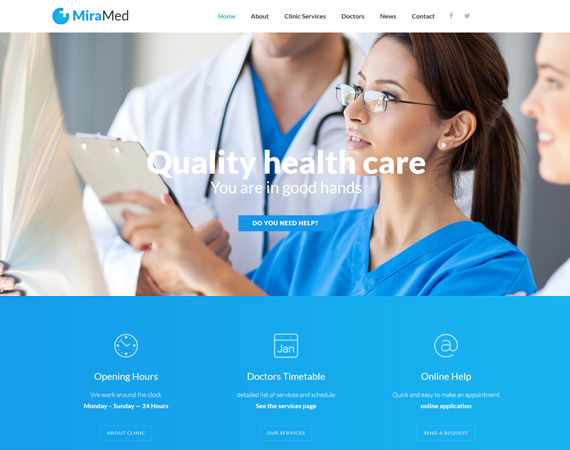 MiraMed
Home About Clinic Services Doctors News Contact
Quality health care
You are in good hands
DO YOU NEED HELP?
Jan
@
Opening Hours Doctors Timetable Online Help
We work around the clock detailed list of services and schedule Quick and easy to make an appointment
Monday – Sunday — 24 Hours See the services page online application
ABOUT CLINIC OUR SERVICES SEND A REQUEST